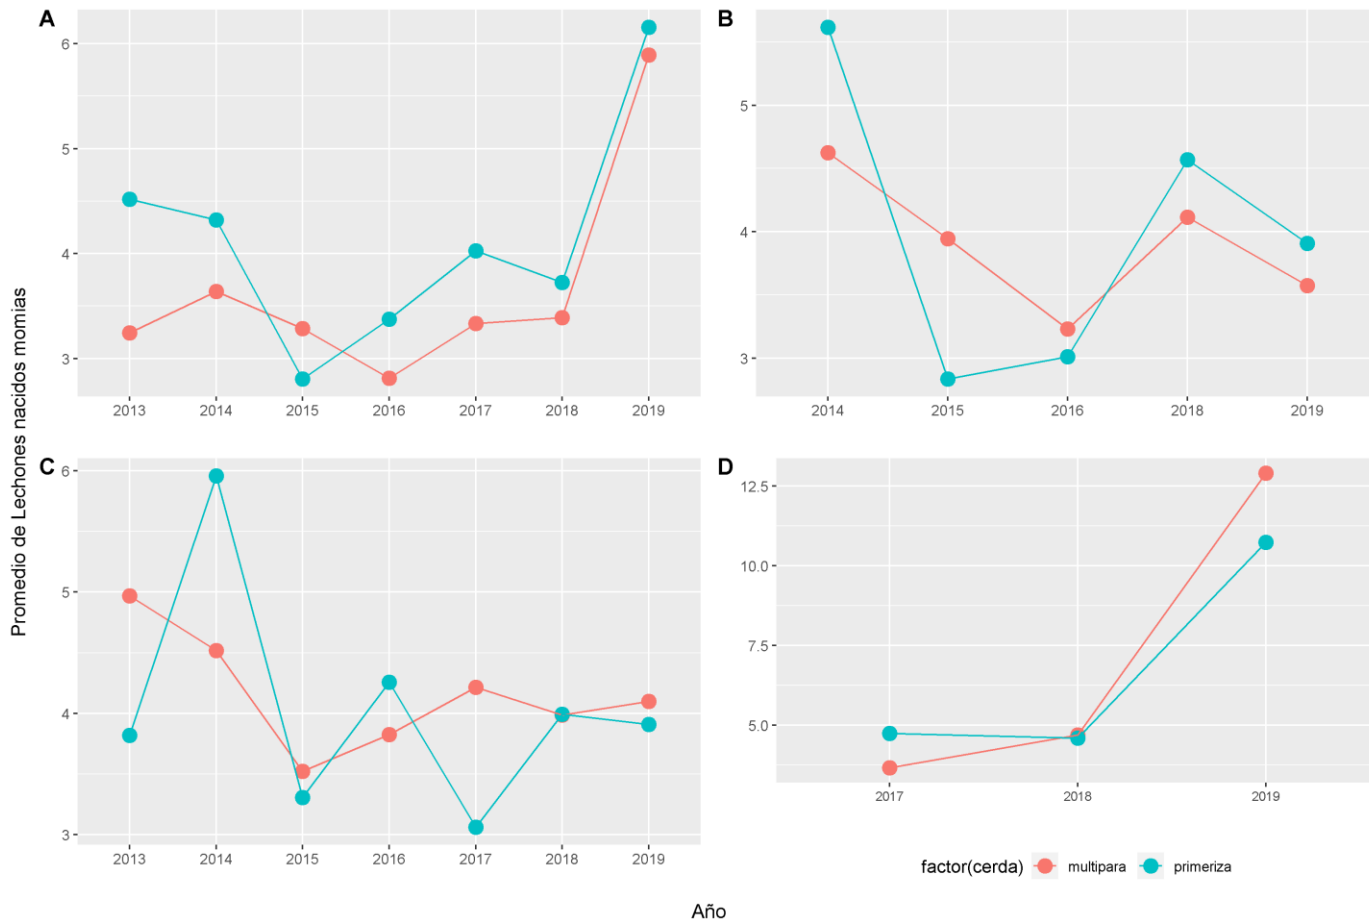 A
6
5
4
3
2013 2014 2015 2016 2017 2018 2019
B
5
4
3
2014 2015 2016 2018 2019
Promedio de Lechones nacidos momias
C
6
5
4
3
2013 2014 2015 2016 2017 2018 2019
D
12.5
10.0
7.5
5.0
2017 2018 2019
factor(cerda) multipara primeriza
Año